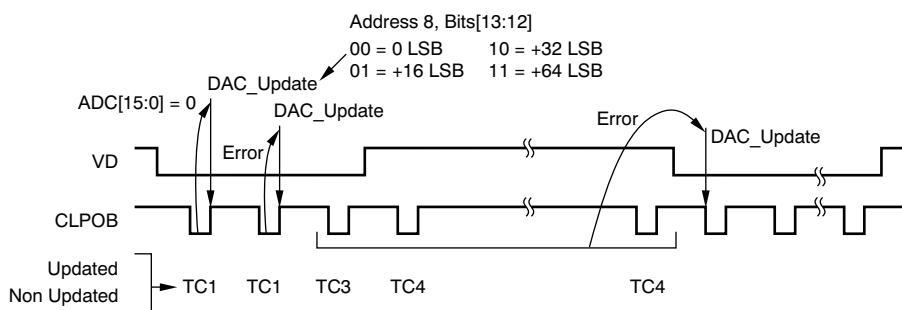 Address 8, Bits[13:12]
00 = 0 LSB 10 = +32 LSB
01 = +16 LSB 11 = +64 LSB
DAC_Update
ADC[15:0] = 0
DAC_Update
Error
Error
DAC_Update
VD
CLPOB
Updated
Non Updated
TC1 TC1 TC3 TC4 TC4